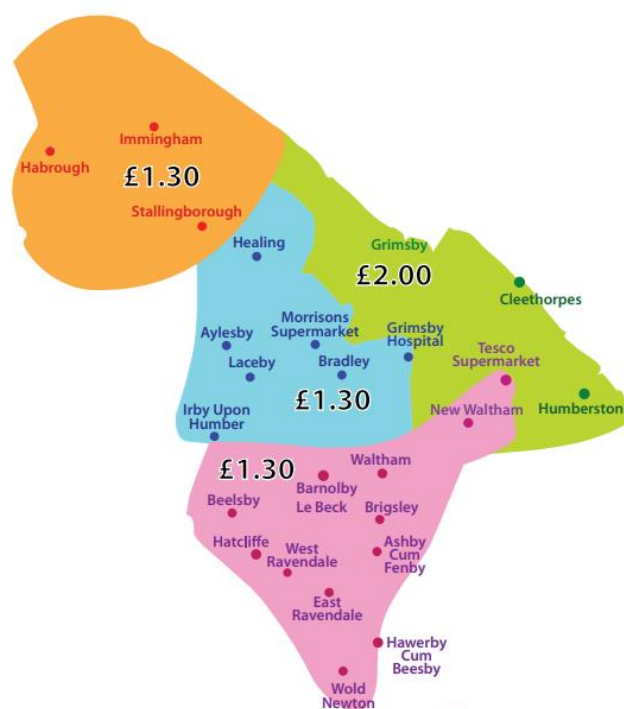 Immingham
Habrough
£1.30
Stallingborough
Healing
Grimsby
£2.00
Cleethorpes
Morrisons
Supermarket
Grimsby
Hospital
Aylesby
Laceby
Bradley
Tesco
Supermarket
£1.30
Humberston
Irby Upon
Humber
New Waltham
£1.30
Waltham
Barnolby
Le Beck
Beelsby
Brigsley
Hatcliffe
West
Ravendale
Ashby
Cum
Fenby
East
Ravendale
Hawerby
Cum
Beesby
Wold
Newton